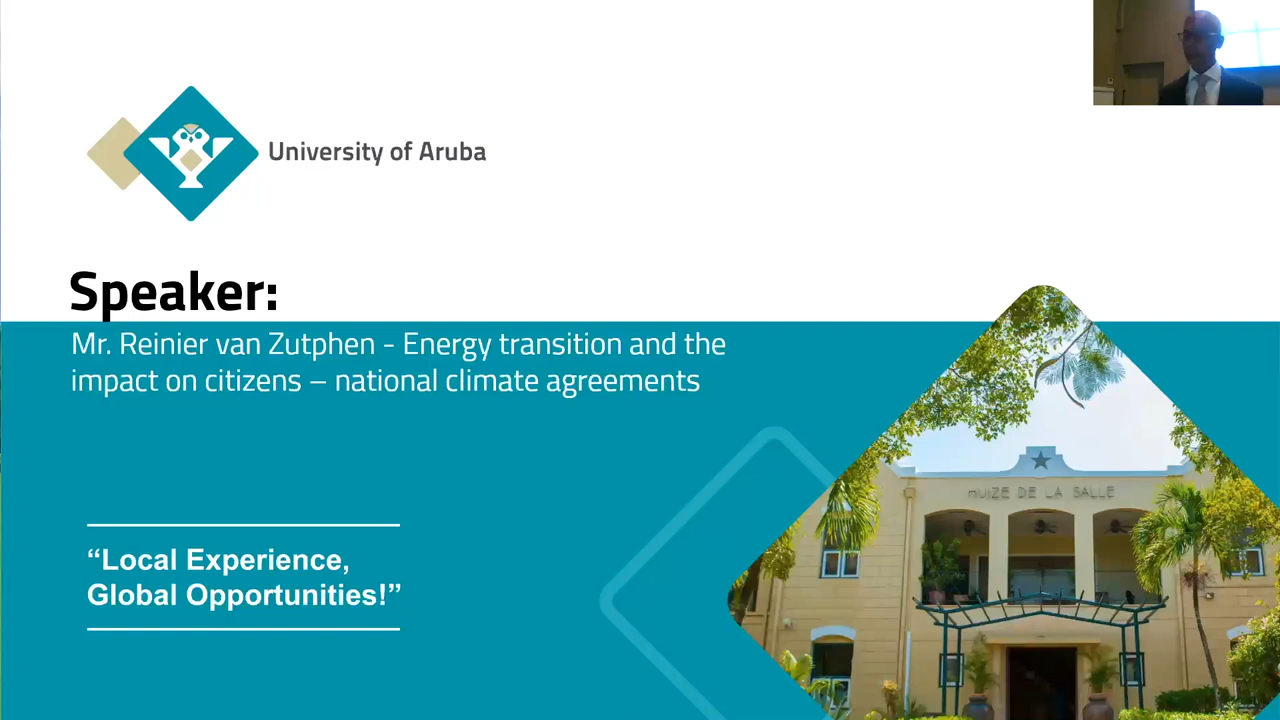 University of Aruba
Speaker:
Mr. Reinier van Zutphen - Energy transition and the
impact on citizens – national climate agreements
“Local Experience,
Global Opportunities!”
HUIZE DE LA SALLE